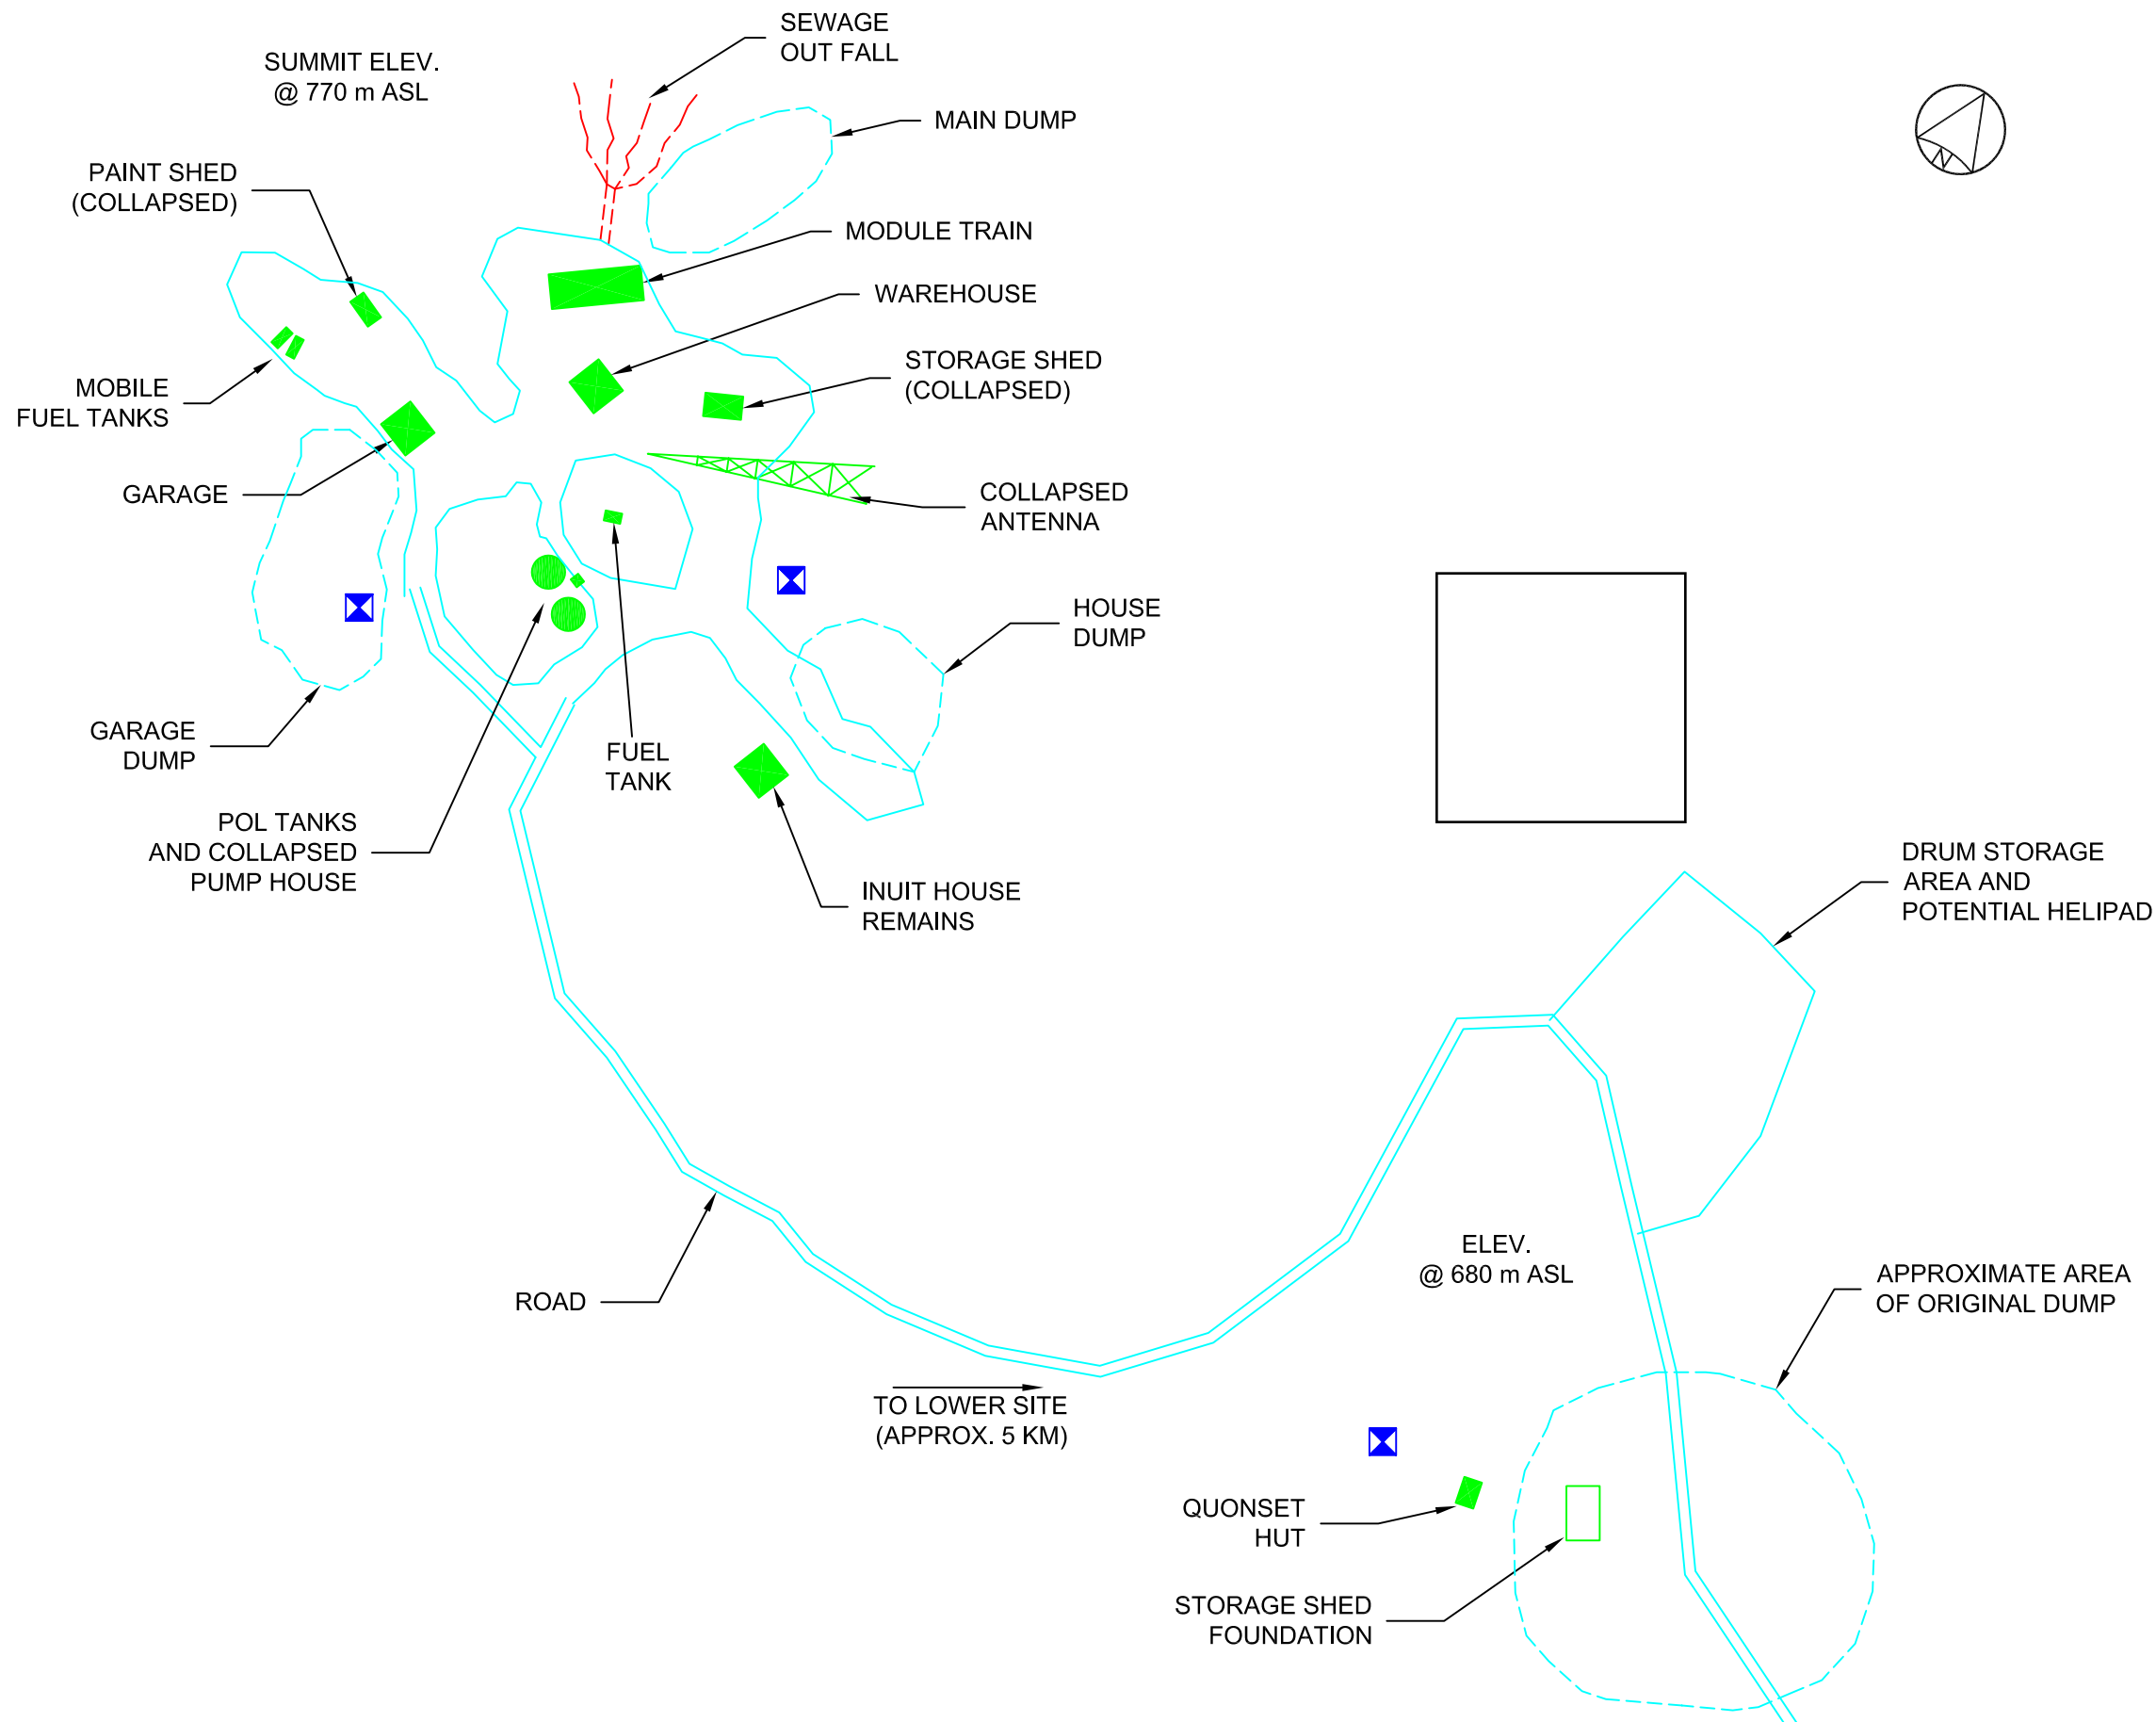 SEWAGE
OUT FALL
SUMMIT ELEV.
@ 770 m ASL
MAIN DUMP
PAINT SHED
(COLLAPSED)
N
MODULE TRAIN
WAREHOUSE
STORAGE SHED
(COLLAPSED)
MOBILE
FUEL TANKS
GARAGE
COLLAPSED
ANTENNA
HOUSE
DUMP
GARAGE
DUMP
FUEL
TANK
POL TANKS
AND COLLAPSED
PUMP HOUSE
INUIT HOUSE
REMAINS
DRUM STORAGE
AREA AND
POTENTIAL HELIPAD
ELEV.
@ 680 m ASL
APPROXIMATE AREA
OF ORIGINAL DUMP
ROAD
TO LOWER SITE
(APPROX. 5 KM)
QUONSET
HUT
STORAGE SHED
FOUNDATION